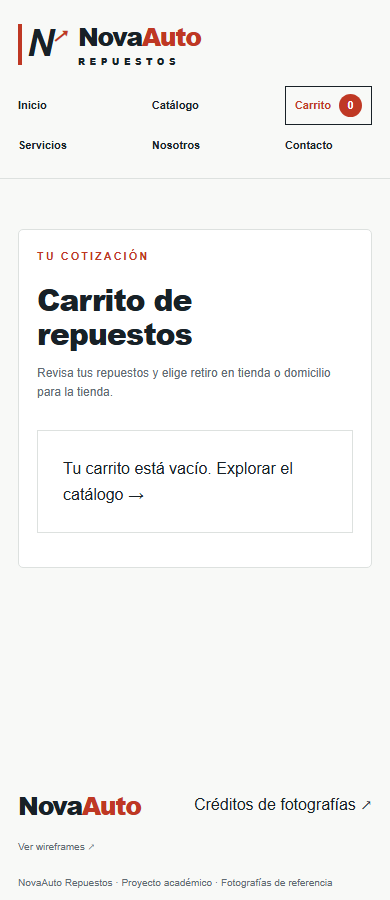 N↗ NovaAuto
REPUESTOS
Inicio Catálogo Carrito 0
Servicios Nosotros Contacto
TU COTIZACIÓN
Carrito de
repuestos
Revisa tus repuestos y elige retiro en tienda o domicilio
para la tienda.
Tu carrito está vacío. Explorar el
catálogo →
NovaAuto Créditos de fotografías ↗
Ver wireframes ↗
NovaAuto Repuestos · Proyecto académico · Fotografías de referencia